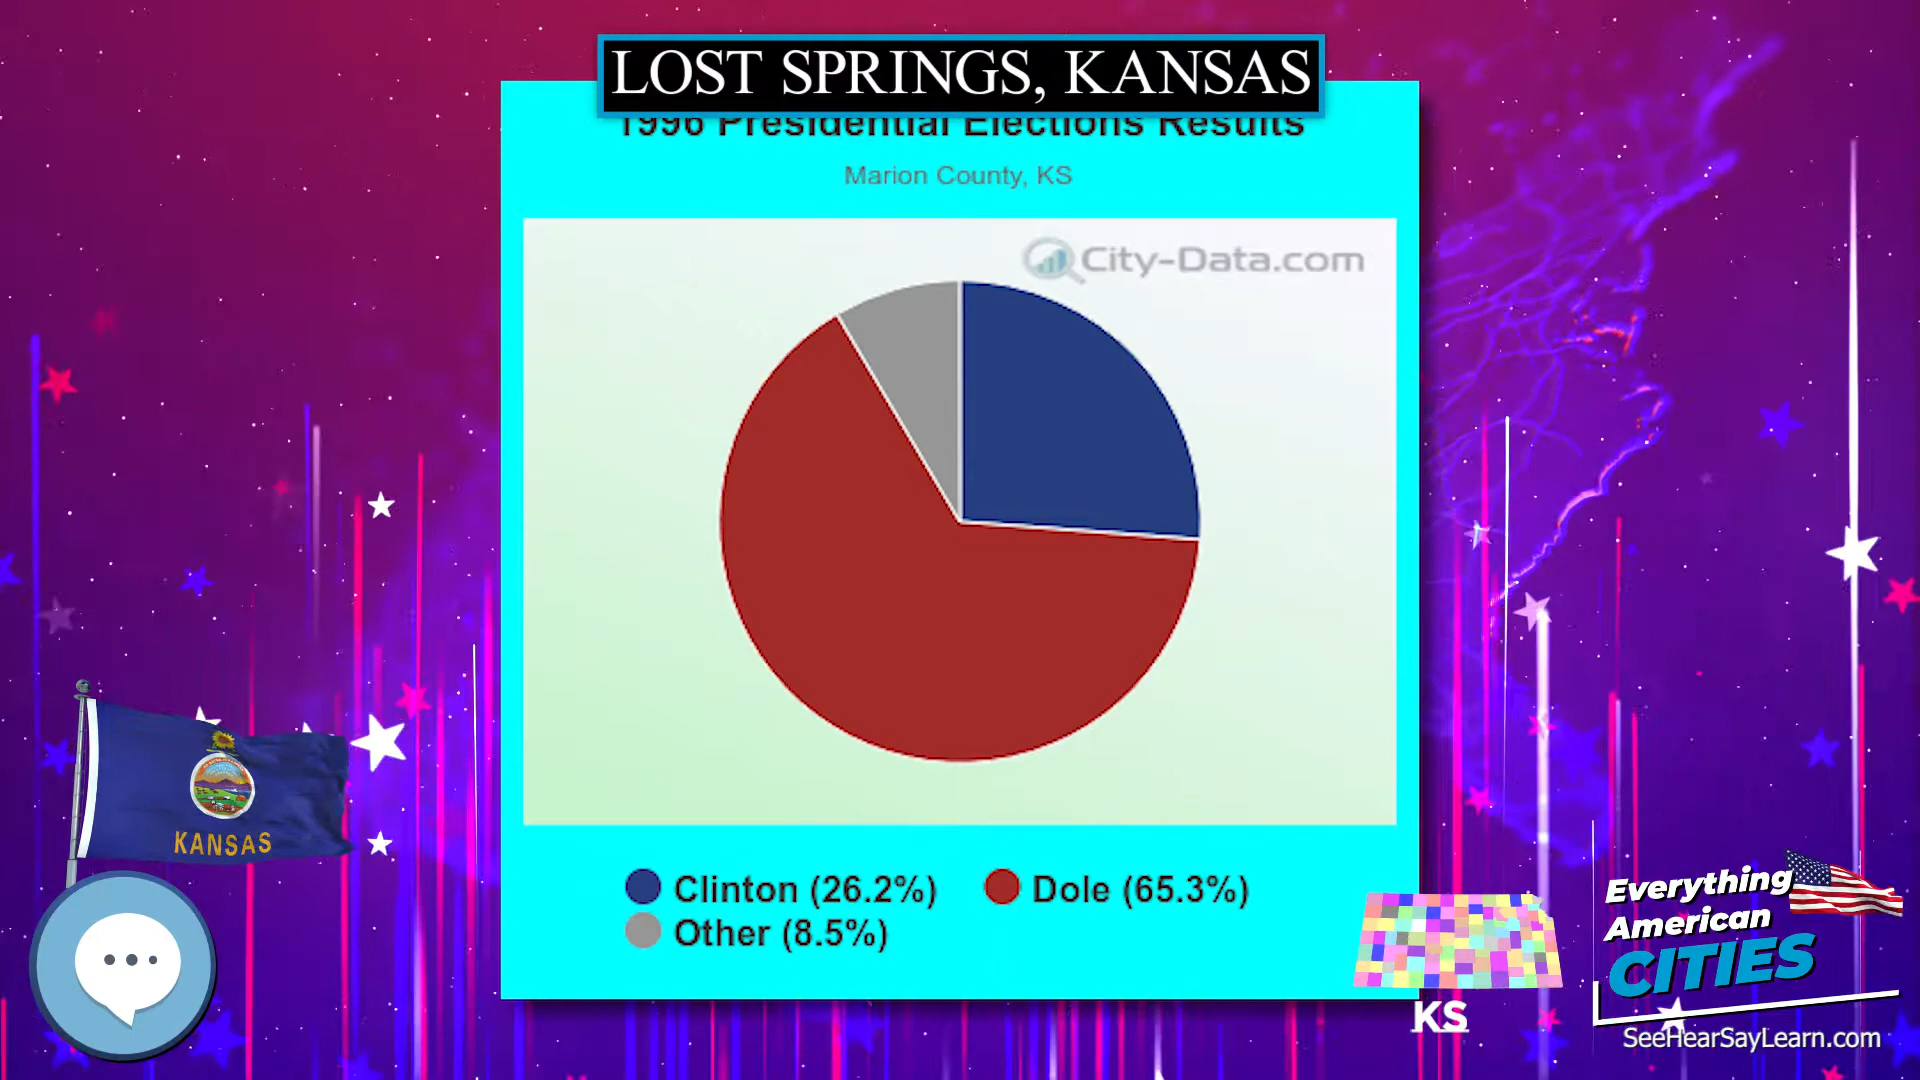 LOST SPRINGS, KANSAS
1996 Presidential Elections Results
Marion County, KS
City-Data.com
Clinton (26.2%) Dole (65.3%)
Other (8.5%)
KANSAS
KS
Everything
American
CITIES
SeeHearSayLearn.com